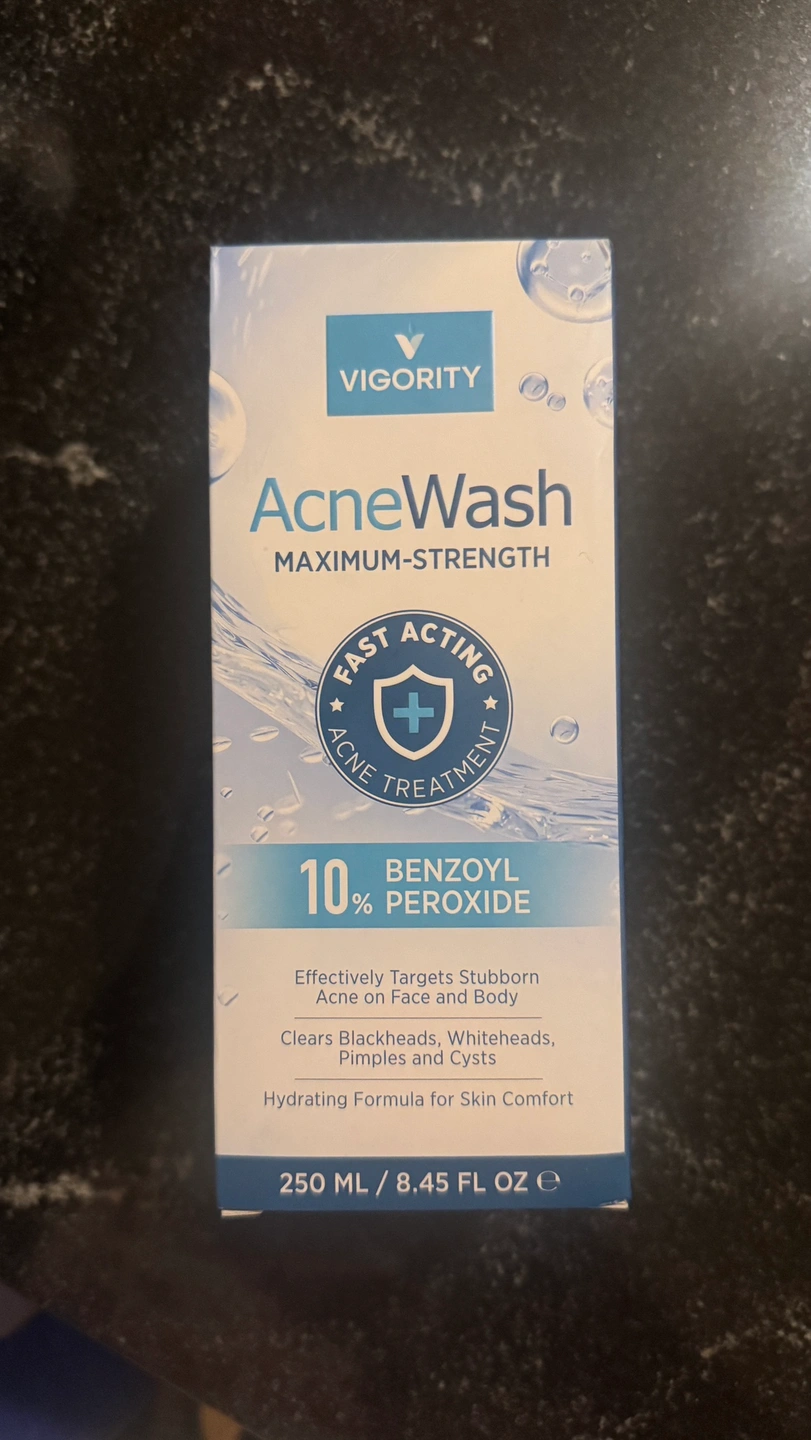 VIGORITY
AcneWash
MAXIMUM-STRENGTH
FAST ACTING
ACNE TREATMENT
10% BENZOYL
PEROXIDE
Effectively Targets Stubborn
Acne on Face and Body
Clears Blackheads, Whiteheads,
Pimples and Cysts
Hydrating Formula for Skin Comfort
250 ML / 8.45 FL OZ ℮